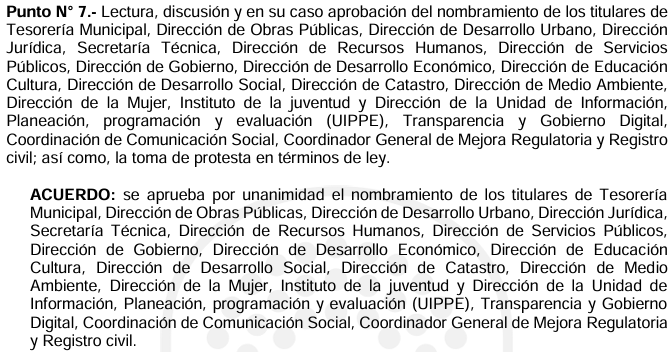 Punto N° 7.- Lectura, discusión y en su caso aprobación del nombramiento de los titulares de
Tesorería Municipal, Dirección de Obras Públicas, Dirección de Desarrollo Urbano, Dirección
Jurídica, Secretaría Técnica, Dirección de Recursos Humanos, Dirección de Servicios
Públicos, Dirección de Gobierno, Dirección de Desarrollo Económico, Dirección de Educación
Cultura, Dirección de Desarrollo Social, Dirección de Catastro, Dirección de Medio Ambiente,
Dirección de la Mujer, Instituto de la juventud y Dirección de la Unidad de Información,
Planeación, programación y evaluación (UIPPE), Transparencia y Gobierno Digital,
Coordinación de Comunicación Social, Coordinador General de Mejora Regulatoria y Registro
civil; así como, la toma de protesta en términos de ley.
ACUERDO: se aprueba por unanimidad el nombramiento de los titulares de Tesorería
Municipal, Dirección de Obras Públicas, Dirección de Desarrollo Urbano, Dirección Jurídica,
Secretaría Técnica, Dirección de Recursos Humanos, Dirección de Servicios Públicos,
Dirección de Gobierno, Dirección de Desarrollo Económico, Dirección de Educación
Cultura, Dirección de Desarrollo Social, Dirección de Catastro, Dirección de Medio
Ambiente, Dirección de la Mujer, Instituto de la juventud y Dirección de la Unidad de
Información, Planeación, programación y evaluación (UIPPE), Transparencia y Gobierno
Digital, Coordinación de Comunicación Social, Coordinador General de Mejora Regulatoria
y Registro civil.